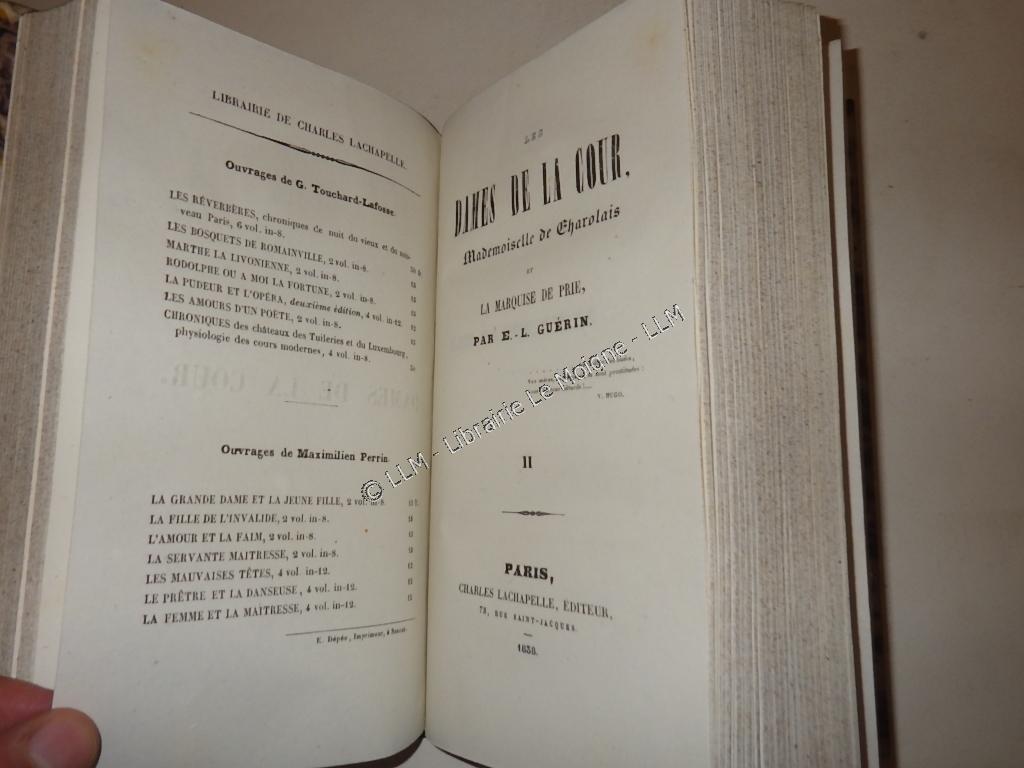 LIBRAIRIE DE CHARLES LACHAPELLE.
Ouvrages de G. Touchard-Lafosse.
LES RÉVERBÈRES, chroniques de nuit du vieux et du nou-
veau Paris, 6 vol. in-8.
LES BOSQUETS DE ROMAINVILLE, 2 vol. in-8.
MARTHE LA LIVONIENNE, 2 vol. in-8.
RODOLPHE OU A MOI LA FORTUNE, 2 vol. in-8.
LA PUDEUR ET L'OPÉRA, deuxième édition, 4 vol. in-12.
LES AMOURS D'UN POÈTE, 2 vol. in-8.
CHRONIQUES des châteaux des Tuileries et du Luxembourg,
physiologie des cours modernes, 4 vol. in-8.
Ouvrages de Maximilien Perrin.
LA GRANDE DAME ET LA JEUNE FILLE, 2 vol. in-8.
LA FILLE DE L'INVALIDE, 2 vol. in-8.
L'AMOUR ET LA FAIM, 2 vol. in-8.
LA SERVANTE MAITRESSE, 2 vol. in-8.
LES MAUVAISES TÊTES, 4 vol. in-12.
LE PRÊTRE ET LA DANSEUSE, 4 vol. in-12.
LA FEMME ET LA MAÎTRESSE, 4 vol. in-12.
E. Dépée, Imprimeur, à
LES
DAMES DE LA COUR,
Mademoiselle de Charolais
ET
LA MARQUISE DE PRIE,
PAR E.-L. GUÉRIN.
V. HUGO.
II
PARIS,
CHARLES LACHAPELLE, ÉDITEUR,
75, RUE SAINT-JACQUES.
1838.
© LLM - Librairie Le Moigne - LLM